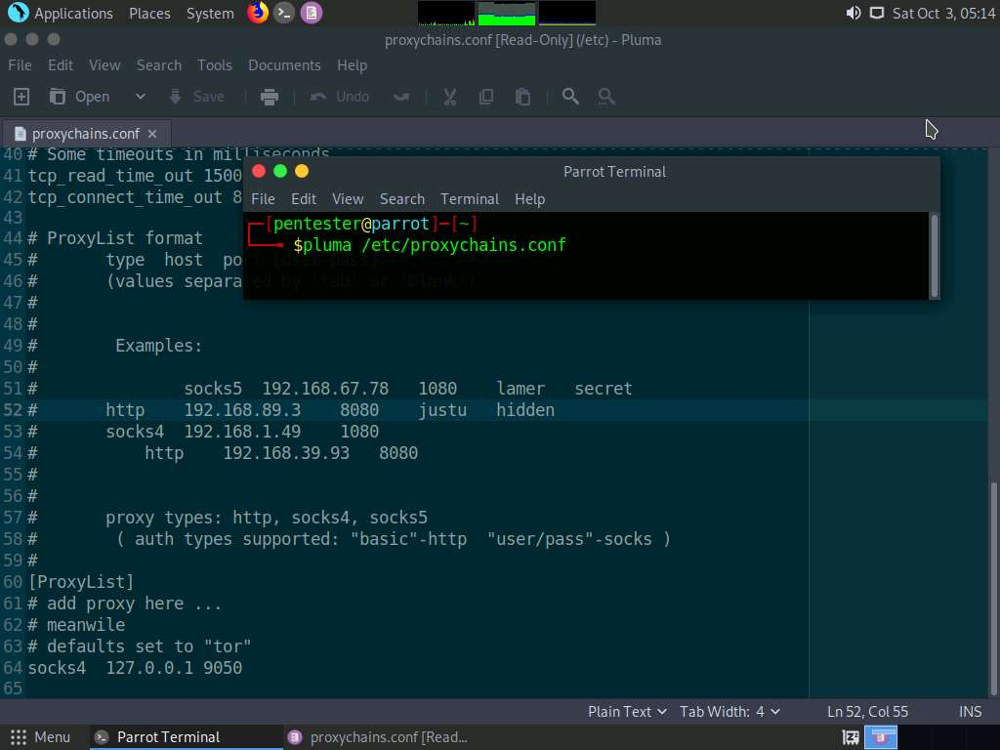 Applications Places System Sat Oct 3, 05:14
proxychains.conf [Read-Only] (/etc) - Pluma
File Edit View Search Tools Documents Help
Open Save Undo
proxychains.conf
40 # Some timeouts in milliseconds
41 tcp_read_time_out 1500
42 tcp_connect_time_out 8
43
44 # ProxyList format
45 # type host port [user pass]
46 # (values separated by 'tab' or 'blank')
47 #
48 #
49 # Examples:
50 #
51 # socks5 192.168.67.78 1080 lamer secret
52 # http 192.168.89.3 8080 justu hidden
53 # socks4 192.168.1.49 1080
54 # http 192.168.39.93 8080
55 #
56 #
57 # proxy types: http, socks4, socks5
58 # ( auth types supported: "basic"-http "user/pass"-socks )
59 #
60 [ProxyList]
61 # add proxy here ...
62 # meanwile
63 # defaults set to "tor"
64 socks4 127.0.0.1 9050
65
Parrot Terminal
File Edit View Search Terminal Help
[pentester@parrot]─[~]
$pluma /etc/proxychains.conf
Plain Text Tab Width: 4 Ln 52, Col 55 INS
Menu Parrot Terminal proxychains.conf [Read...